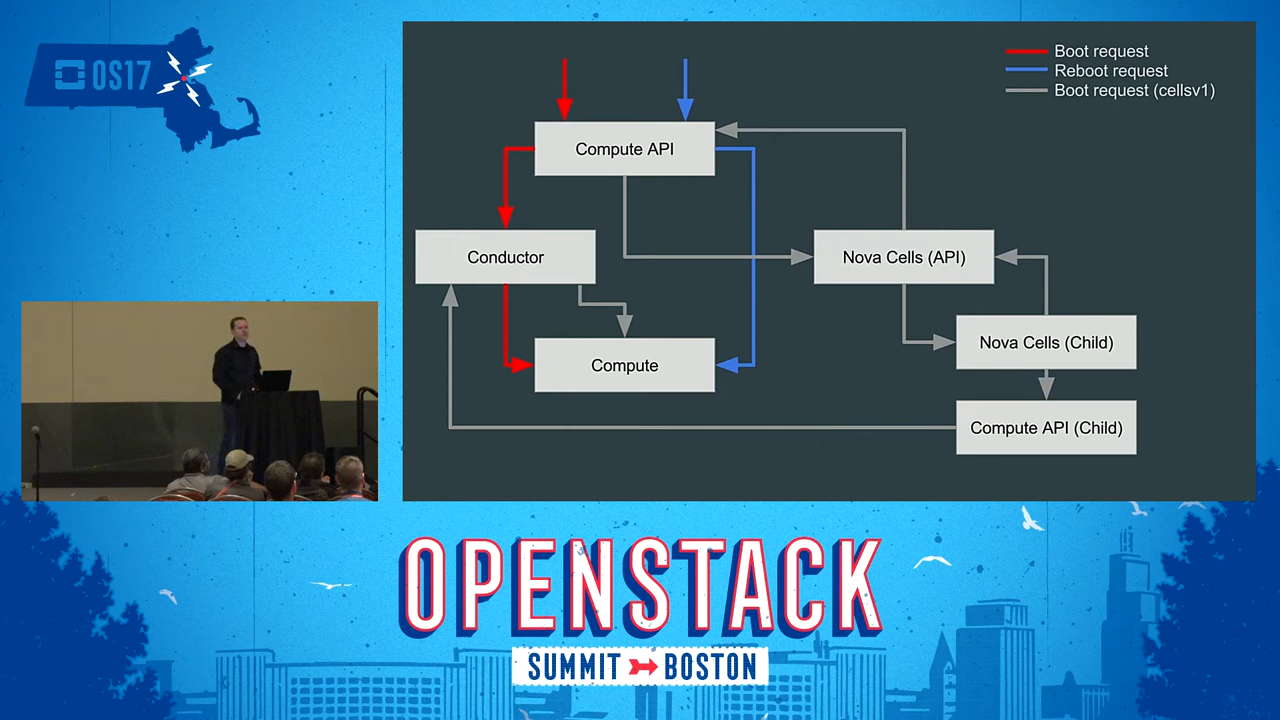 OS17
Boot request
Reboot request
Boot request (cellsv1)
Compute API
Conductor
Nova Cells (API)
Nova Cells (Child)
Compute
Compute API (Child)
OPENSTACK
SUMMIT BOSTON